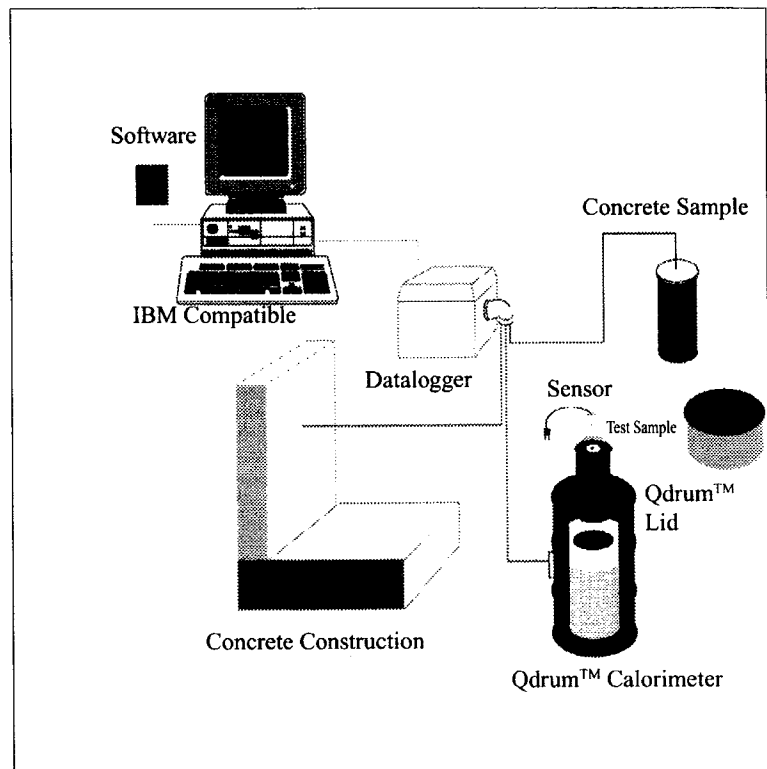 Software
Concrete Sample
IBM Compatible
Datalogger
Sensor
Test Sample
Qdrum™
Lid
Concrete Construction
Qdrum™ Calorimeter